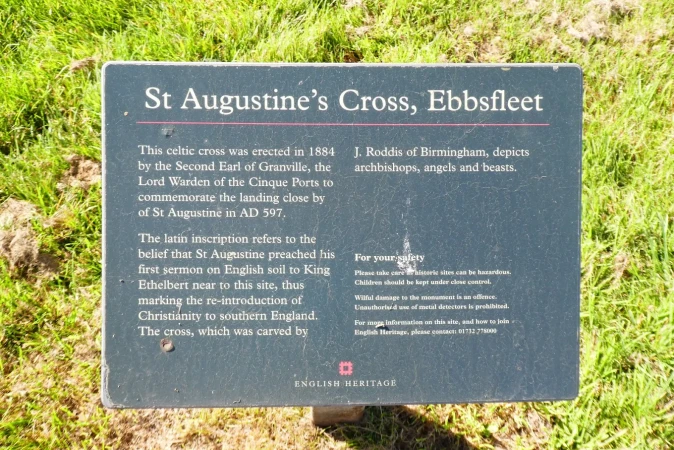 St Augustine's Cross, Ebbsfleet
This celtic cross was erected in 1884
by the Second Earl of Granville, the
Lord Warden of the Cinque Ports to
commemorate the landing close by
of St Augustine in AD 597.
The latin inscription refers to the
belief that St Augustine preached his
first sermon on English soil to King
Ethelbert near to this site, thus
marking the re-introduction of
Christianity to southern England.
The cross, which was carved by
J. Roddis of Birmingham, depicts
archbishops, angels and beasts.
For your safety
Please take care as historic sites can be hazardous.
Children should be kept under close control.
Wilful damage to the monument is an offence.
Unauthorised use of metal detectors is prohibited.
For more information on this site, and how to join
English Heritage, please contact: 01732 778000
ENGLISH HERITAGE